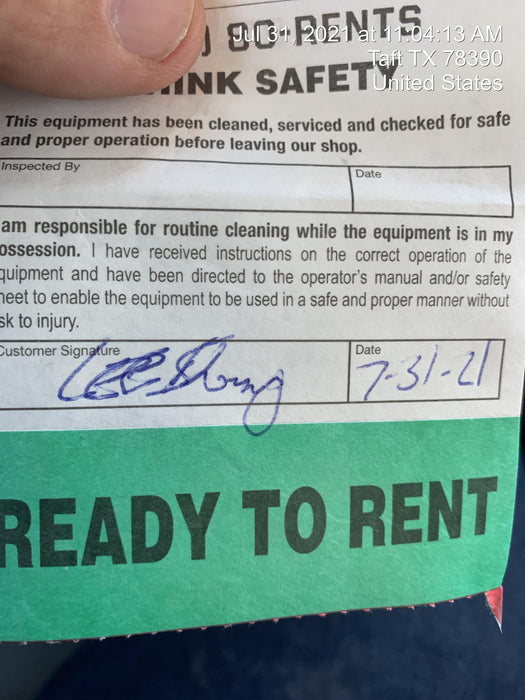 80 RENTS
Jul 31, 2021 at 11:04:13 AM
Taft TX 78390
United States
INK SAFETY
This equipment has been cleaned, serviced and checked for safe
and proper operation before leaving our shop.
Inspected By
Date
am responsible for routine cleaning while the equipment is in my
ossession. I have received instructions on the correct operation of the
quipment and have been directed to the operator's manual and/or safety
heet to enable the equipment to be used in a safe and proper manner without
sk to injury.
Customer Signature
Date
7-31-21
READY TO RENT